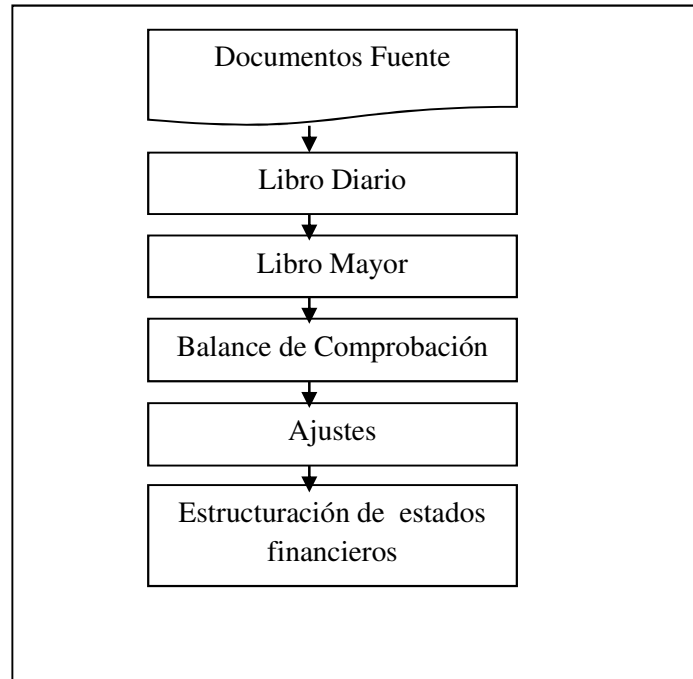 Documentos Fuente
Libro Diario
Libro Mayor
Balance de Comprobación
Ajustes
Estructuración de estados
financieros